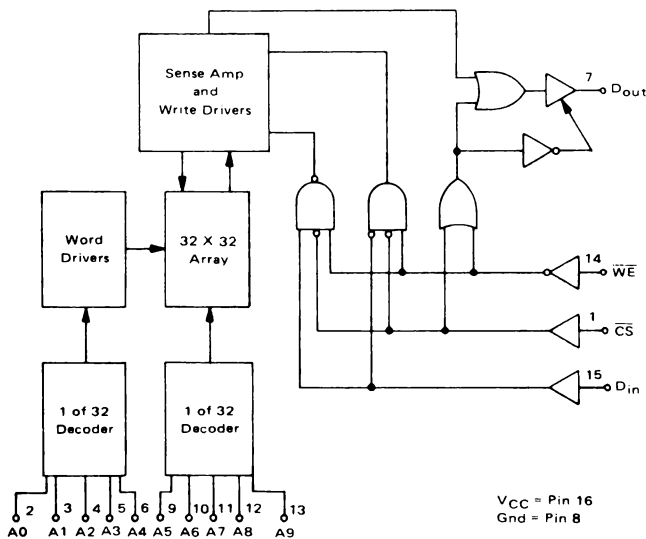 Sense Amp
and
Write Drivers
7
Dout
Word
Drivers
32 X 32
Array
14
WE
1
CS
15
Din
1 of 32
Decoder
1 of 32
Decoder
2 3 4 5 6 9 10 11 12 13
A0 A1 A2 A3 A4 A5 A6 A7 A8 A9
VCC = Pin 16
Gnd = Pin 8